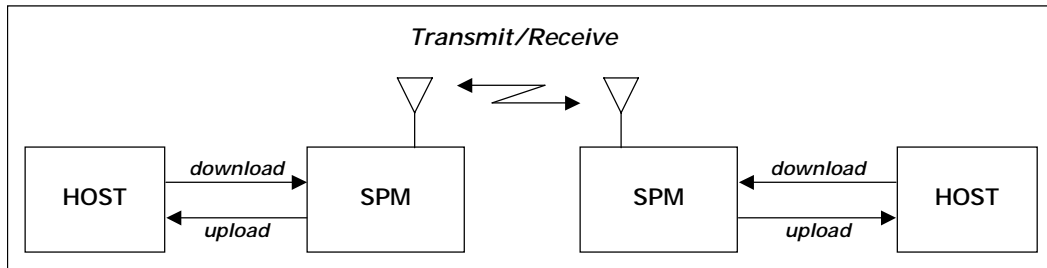 Transmit/Receive
download
download
HOST
SPM
SPM
HOST
upload
upload